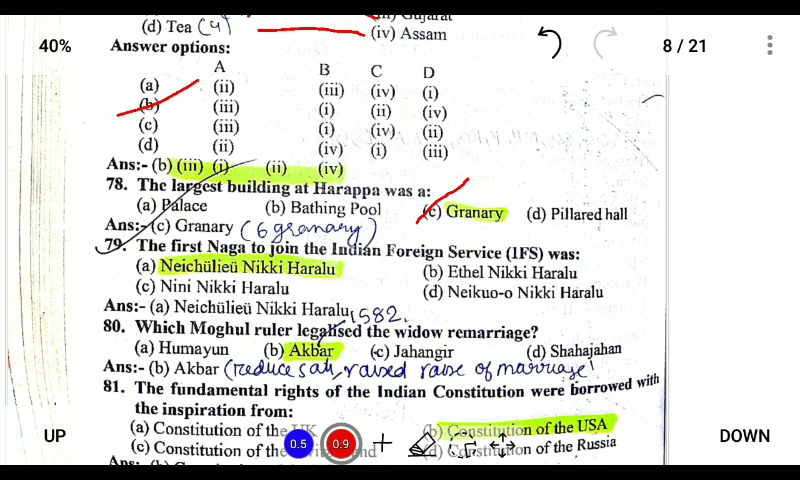 (d) Tea (4)
(iii) Gujarat
(iv) Assam
40%
8 / 21
Answer options:
A B C D
(a) (ii) (iii) (iv) (i)
(b) (iii) (i) (ii) (iv)
(c) (iii) (i) (iv) (ii)
(d) (ii) (iv) (i) (iii)
Ans:- (b) (iii) (i) (ii) (iv)
78. The largest building at Harappa was a:
(a) Palace (b) Bathing Pool (c) Granary (d) Pillared hall
Ans:- (c) Granary (6 granary)
79. The first Naga to join the Indian Foreign Service (IFS) was:
(a) Neichülieü Nikki Haralu (b) Ethel Nikki Haralu
(c) Nini Nikki Haralu (d) Neikuo-o Nikki Haralu
Ans:- (a) Neichülieü Nikki Haralu 1582.
80. Which Moghul ruler legalised the widow remarriage?
(a) Humayun (b) Akbar (c) Jahangir (d) Shahajahan
Ans:- (b) Akbar (reduce sati, raised of marriage
81. The fundamental rights of the Indian Constitution were borrowed with
the inspiration from:
(a) Constitution of the UK (b) Constitution of the USA
(c) Constitution of the (d) Constitution of the Russia
UP 0.5 0.9 DOWN